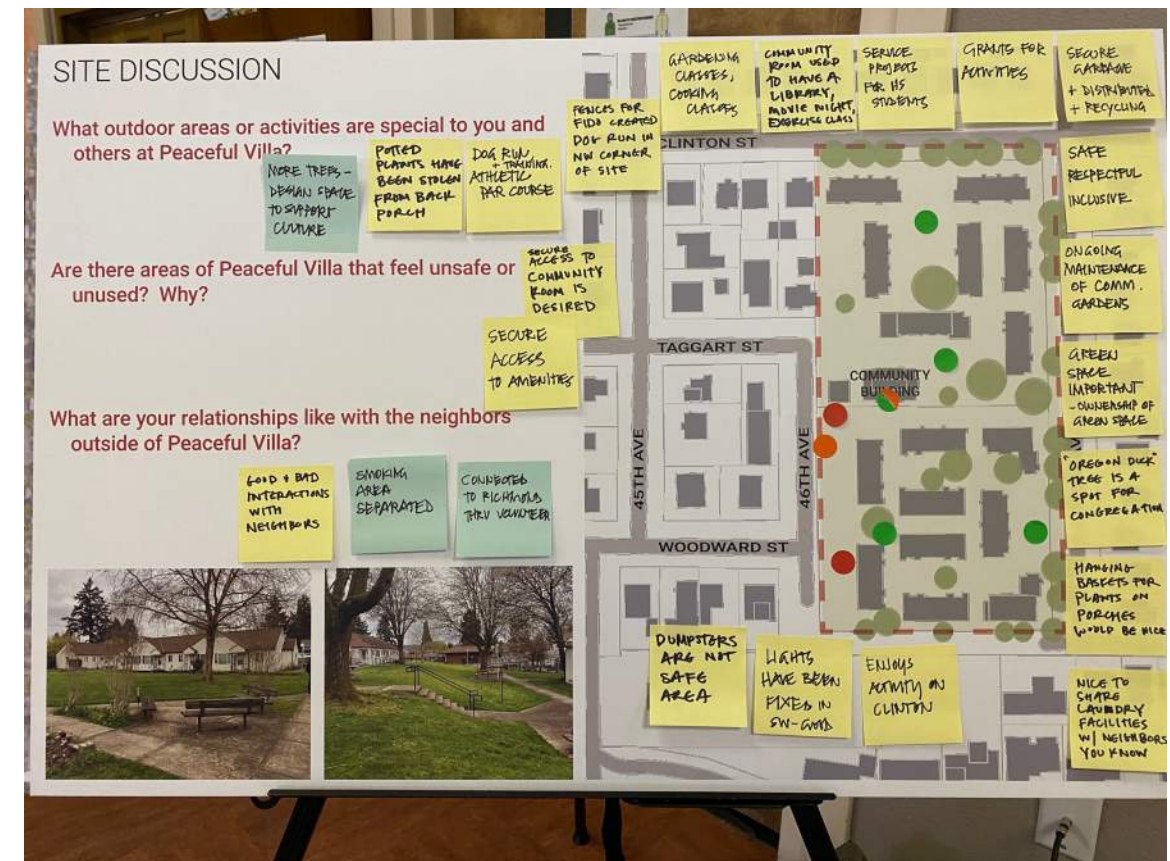 SITE DISCUSSION
What outdoor areas or activities are special to you and
others at Peaceful Villa?
MORE TREES -
DESIGN SPACE
TO SUPPORT
CULTURE
POTTED
PLANTS HAVE
BEEN STOLEN
FROM BACK
PORCH
DOG RUN
+ TRAINING.
ATHLETIC
PAR COURSE
FENCES FOR
FIDO CREATED
DOG RUN IN
NW CORNER
OF SITE
GARDENING
CLASSES,
COOKING
CLASSES
COMMUNITY
ROOM USED
TO HAVE A
LIBRARY,
MOVIE NIGHT,
EXERCISE CLASS
SERVICE
PROJECTS
FOR HS
STUDENTS
GRANTS FOR
ACTIVITIES
SECURE
GARBAGE
+ DISTRIBUTED
+ RECYCLING
Are there areas of Peaceful Villa that feel unsafe or
unused? Why?
SECURE
ACCESS TO
COMMUNITY
ROOM IS
DESIRED
SECURE
ACCESS
TO AMENITIES
What are your relationships like with the neighbors
outside of Peaceful Villa?
GOOD + BAD
INTERACTIONS
WITH
NEIGHBORS
SMOKING
AREA
SEPARATED
CONNECTED
TO RICHMOND
THRU VOLUNTEER
CLINTON ST
TAGGART ST
COMMUNITY
BUILDING
45TH AVE
46TH AVE
WOODWARD ST
SAFE
RESPECTFUL
INCLUSIVE
ONGOING
MAINTENANCE
OF COMM.
GARDENS
GREEN
SPACE
IMPORTANT
- OWNERSHIP OF
GREEN SPACE
"OREGON DUCK"
TREE IS A
SPOT FOR
CONGREGATION
HANGING
BASKETS FOR
PLANTS ON
PORCHES
WOULD BE NICE
NICE TO
SHARE
LAUNDRY
FACILITIES
W/ NEIGHBORS
YOU KNOW
DUMPSTERS
ARE NOT
SAFE
AREA
LIGHTS
HAVE BEEN
FIXED IN
SW-GOOD
ENJOYS
ACTIVITY ON
CLINTON